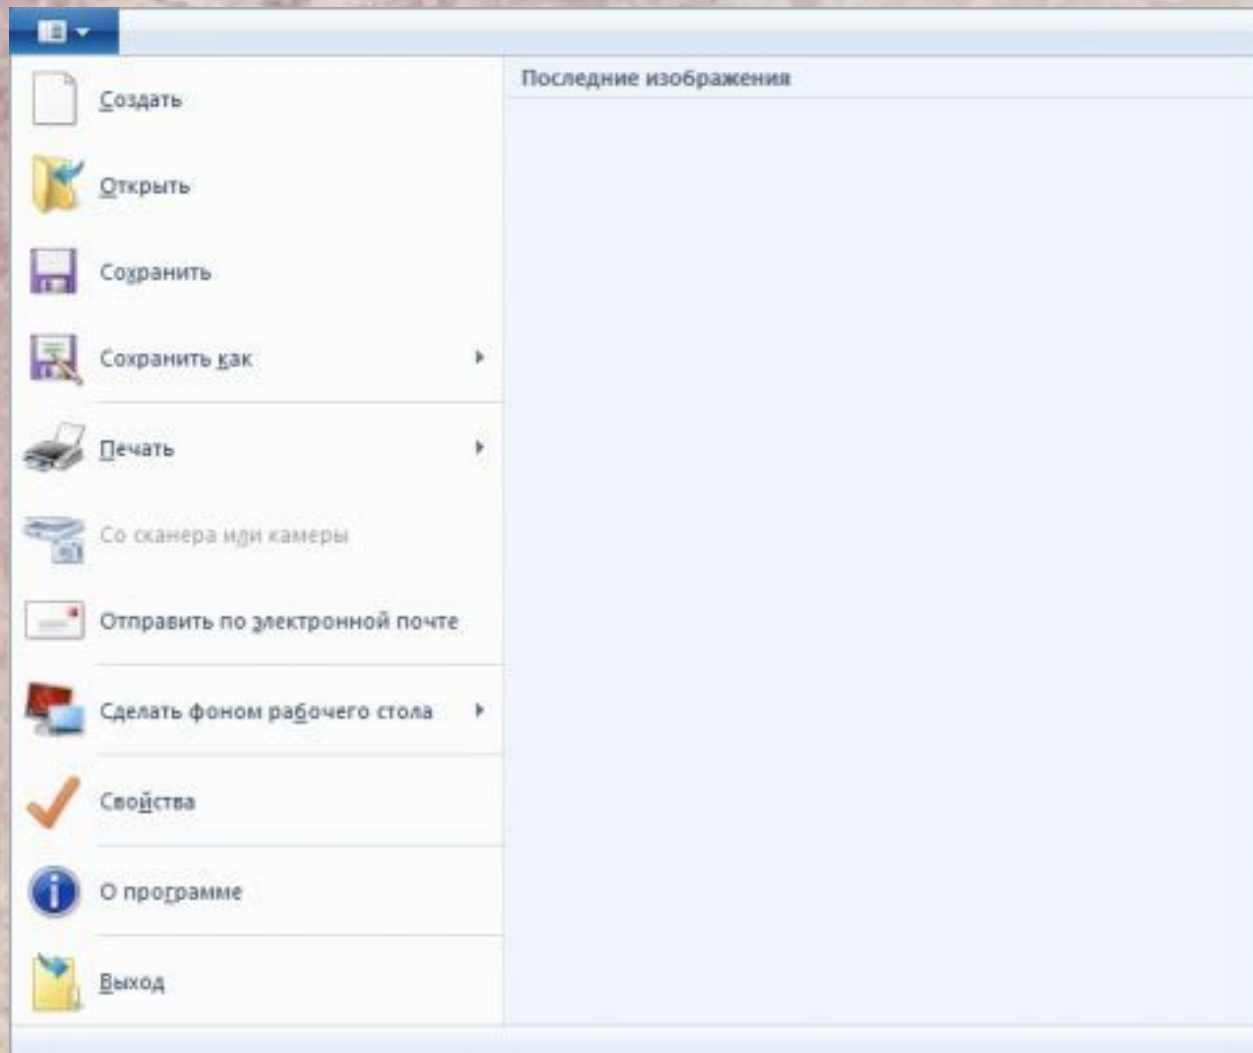 Последние изображения
Создать
Открыть
Сохранить
Сохранить как
Печать
Со сканера или камеры
Отправить по электронной почте
Сделать фоном рабочего стола
Свойства
О программе
Выход